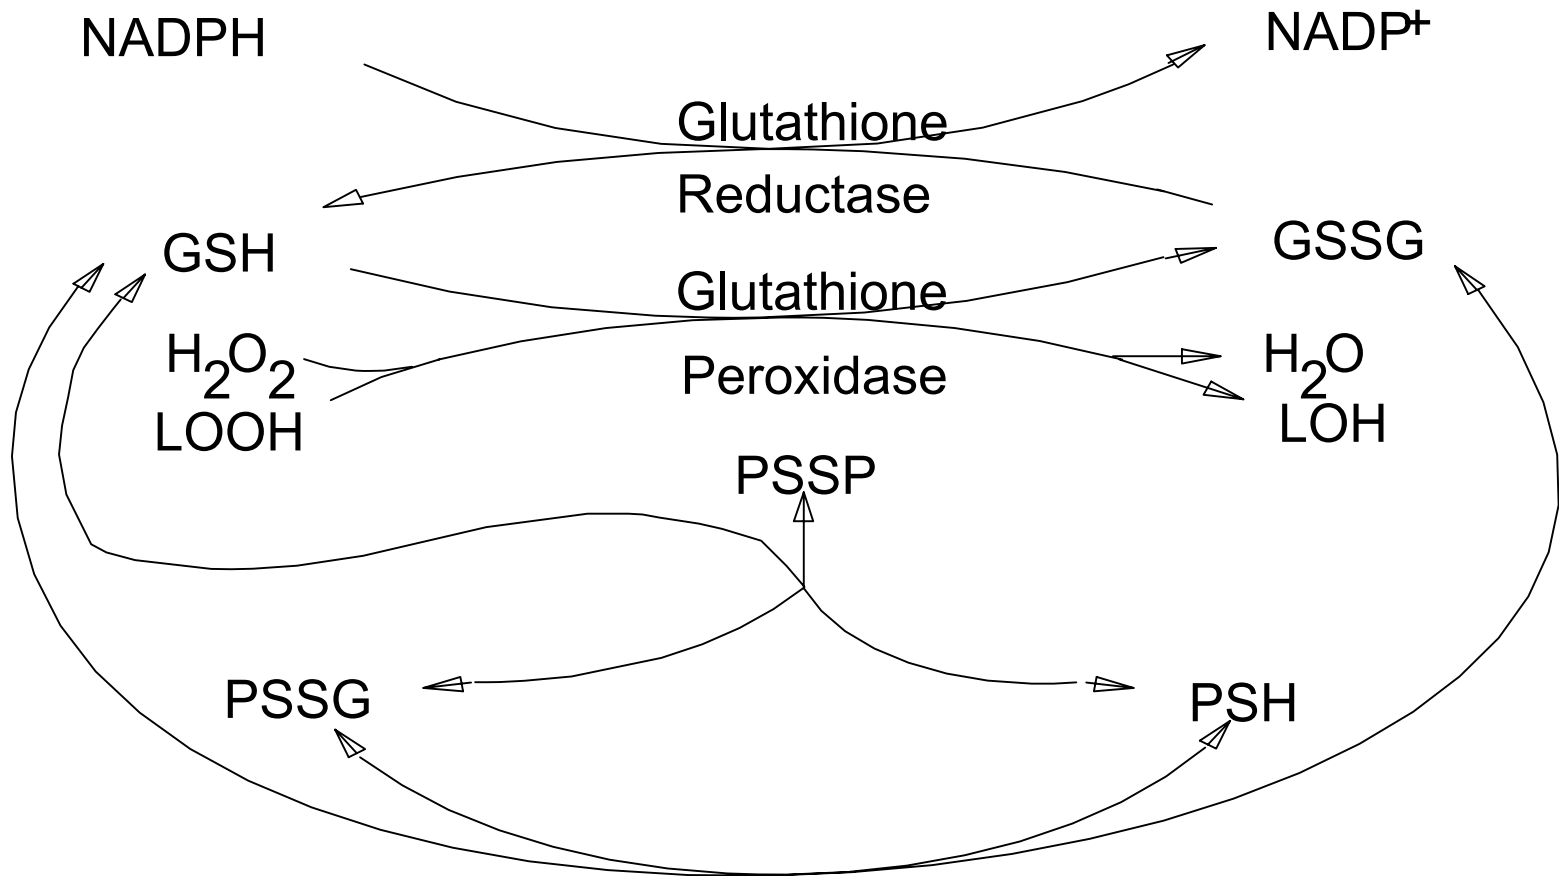 NADPH
NADP+
Glutathione
Reductase
GSH
GSSG
Glutathione
Peroxidase
H2O2
H2O
LOOH
LOH
PSSP
PSSG
PSH